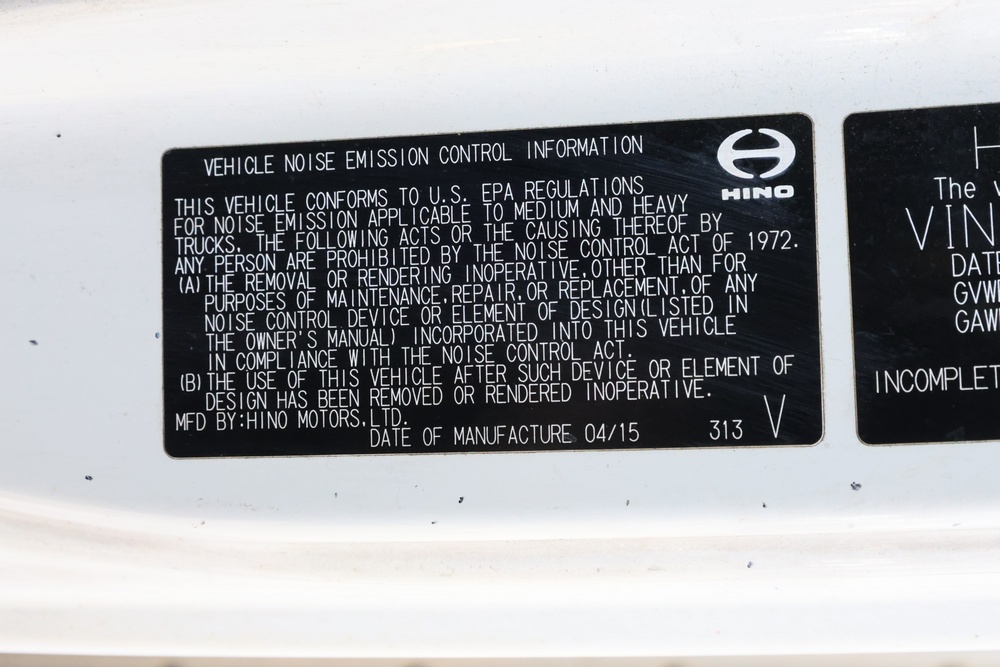 VEHICLE NOISE EMISSION CONTROL INFORMATION
HINO
THIS VEHICLE CONFORMS TO U.S. EPA REGULATIONS
FOR NOISE EMISSION APPLICABLE TO MEDIUM AND HEAVY
TRUCKS. THE FOLLOWING ACTS OR THE CAUSING THEREOF BY
ANY PERSON ARE PROHIBITED BY THE NOISE CONTROL ACT OF 1972.
(A) THE REMOVAL OR RENDERING INOPERATIVE, OTHER THAN FOR
PURPOSES OF MAINTENANCE, REPAIR, OR REPLACEMENT, OF ANY
NOISE CONTROL DEVICE OR ELEMENT OF DESIGN(LISTED IN
THE OWNER'S MANUAL) INCORPORATED INTO THIS VEHICLE
IN COMPLIANCE WITH THE NOISE CONTROL ACT.
(B) THE USE OF THIS VEHICLE AFTER SUCH DEVICE OR ELEMENT OF
DESIGN HAS BEEN REMOVED OR RENDERED INOPERATIVE.
MFD BY:HINO MOTORS,LTD.
DATE OF MANUFACTURE 04/15 313 V
H
The
VIN
DATE
GVW
GAW
INCOMPLET